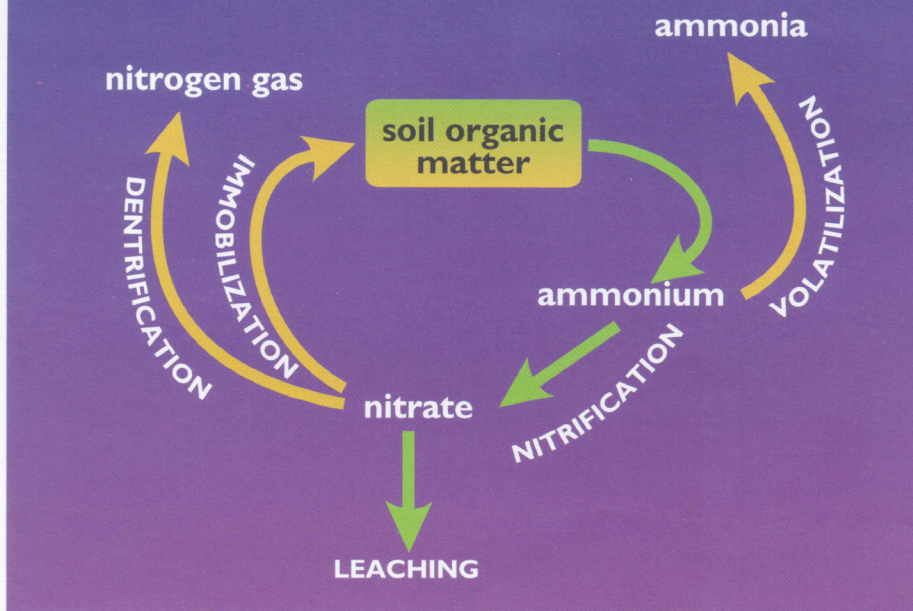 ammonia
nitrogen gas
soil organic
matter
VOLATILIZATION
IMMOBILIZATION
DENTRIFICATION
ammonium
NITRIFICATION
nitrate
LEACHING